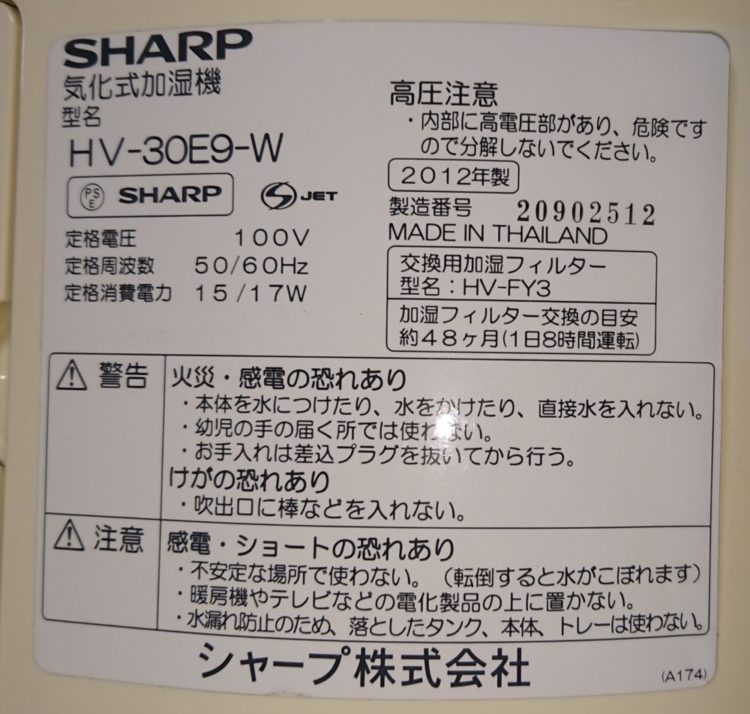 SHARP
気化式加湿機
型名
HV-30E9-W
PS
E
SHARP
S JET
定格電圧 100V
定格周波数 50/60Hz
定格消費電力 15/17W
高圧注意
・内部に高電圧部があり、危険です
ので分解しないでください。
2012年製
製造番号 20902512
MADE IN THAILAND
交換用加湿フィルター
型名：HV-FY3
加湿フィルター交換の目安
約48ヶ月(1日8時間運転)
警告
火災・感電の恐れあり
・本体を水につけたり、水をかけたり、直接水を入れない。
・幼児の手の届く所では使わない。
・お手入れは差込プラグを抜いてから行う。
けがの恐れあり
・吹出口に棒などを入れない。
注意
感電・ショートの恐れあり
・不安定な場所で使わない。（転倒すると水がこぼれます）
・暖房機やテレビなどの電化製品の上に置かない。
・水漏れ防止のため、落としたタンク、本体、トレーは使わない。
シャープ株式会社
(A174)